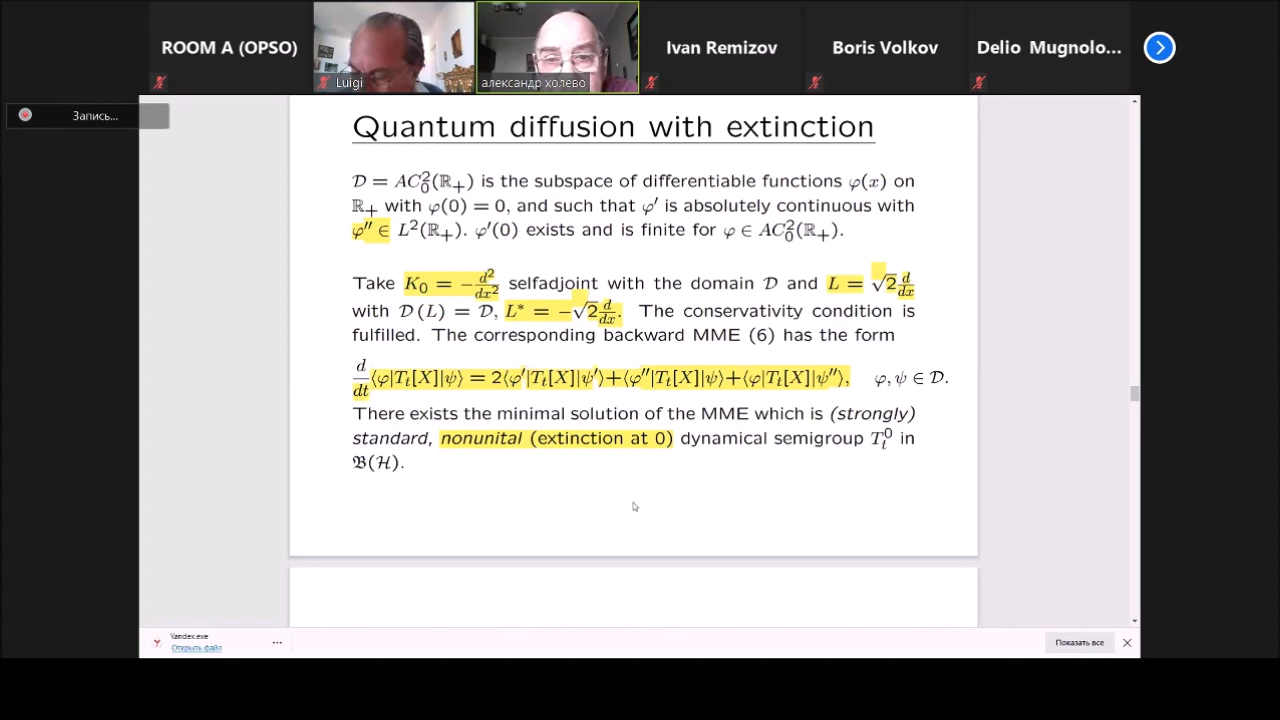 ROOM A (OPSO)
Luigi
александр холево
Ivan Remizov
Boris Volkov
Delio Mugnolo...
Запись...
Quantum diffusion with extinction
𝒟 = AC₀²(ℝ₊) is the subspace of differentiable functions φ(x) on
ℝ₊ with φ(0) = 0, and such that φ′ is absolutely continuous with
φ″ ∈ L²(ℝ₊). φ′(0) exists and is finite for φ ∈ AC₀²(ℝ₊).
Take K₀ = −d²/dx² selfadjoint with the domain 𝒟 and L = √2 d/dx
with 𝒟(L) = 𝒟, L* = −√2 d/dx. The conservativity condition is
fulfilled. The corresponding backward MME (6) has the form
d/dt ⟨φ|Tₜ[X]|ψ⟩ = 2⟨φ′|Tₜ[X]|ψ′⟩+⟨φ″|Tₜ[X]|ψ⟩+⟨φ|Tₜ[X]|ψ″⟩, φ, ψ ∈ 𝒟.
There exists the minimal solution of the MME which is (strongly)
standard, nonunital (extinction at 0) dynamical semigroup Tₜ⁰ in
𝔅(ℋ).
Yandex.exe
Открыть файл
...
Показать все